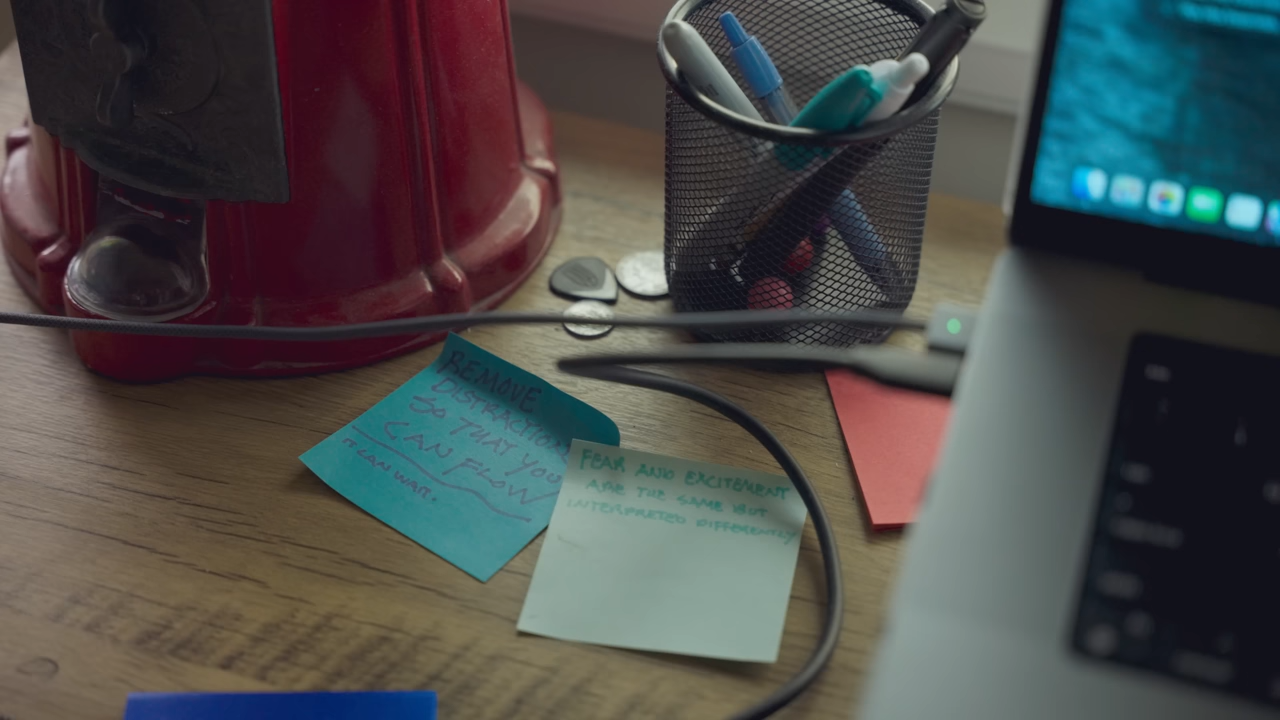 REMOVE
DISTRACTIONS
SO THAT YOU
CAN FLOW
IT CAN WAIT.
FEAR AND EXCITEMENT
ARE THE SAME BUT
INTERPRETED DIFFERENTLY